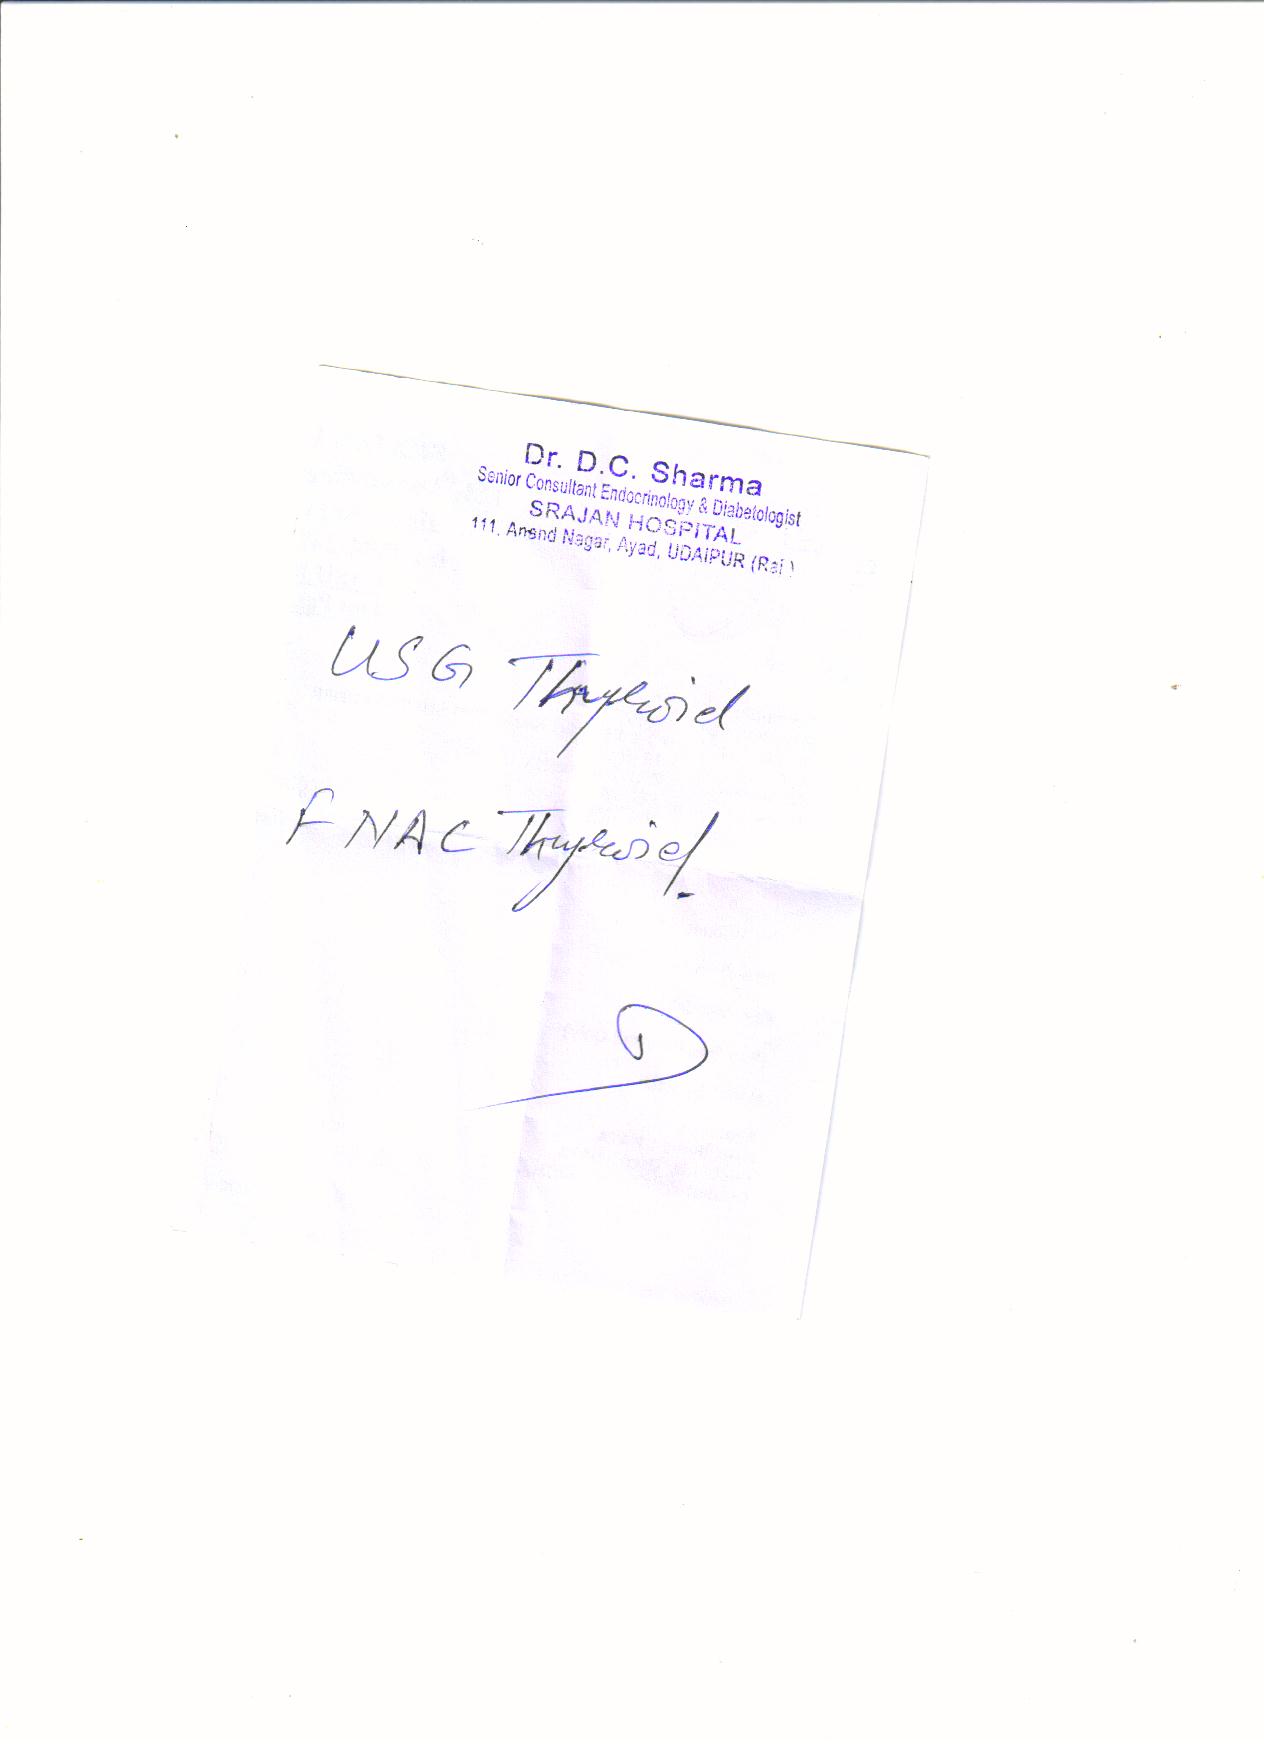 Dr. D.C. Sharma
Senior Consultant Endocrinology & Diabetologist
SRAJAN HOSPITAL
111, Anand Nagar, Ayad, UDAIPUR (Raj.)
USG Thyroid
FNAC Thyroid.